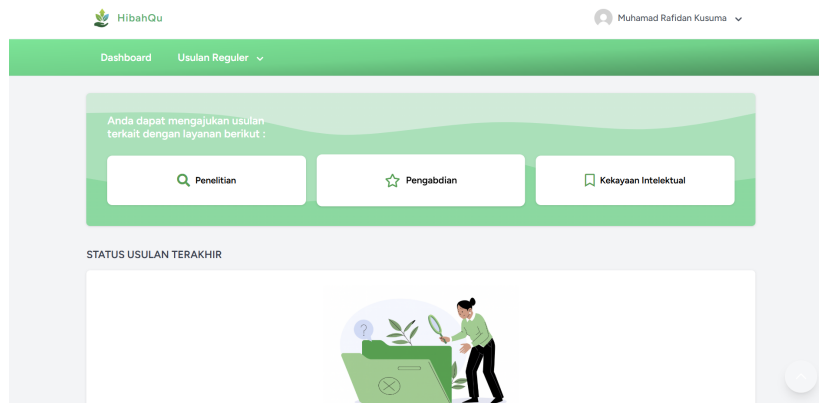 HibahQu
Muhamad Rafidan Kusuma
Dashboard
Usulan Reguler
Anda dapat mengajukan usulan
terkait dengan layanan berikut :
Penelitian
Pengabdian
Kekayaan Intelektual
STATUS USULAN TERAKHIR
?